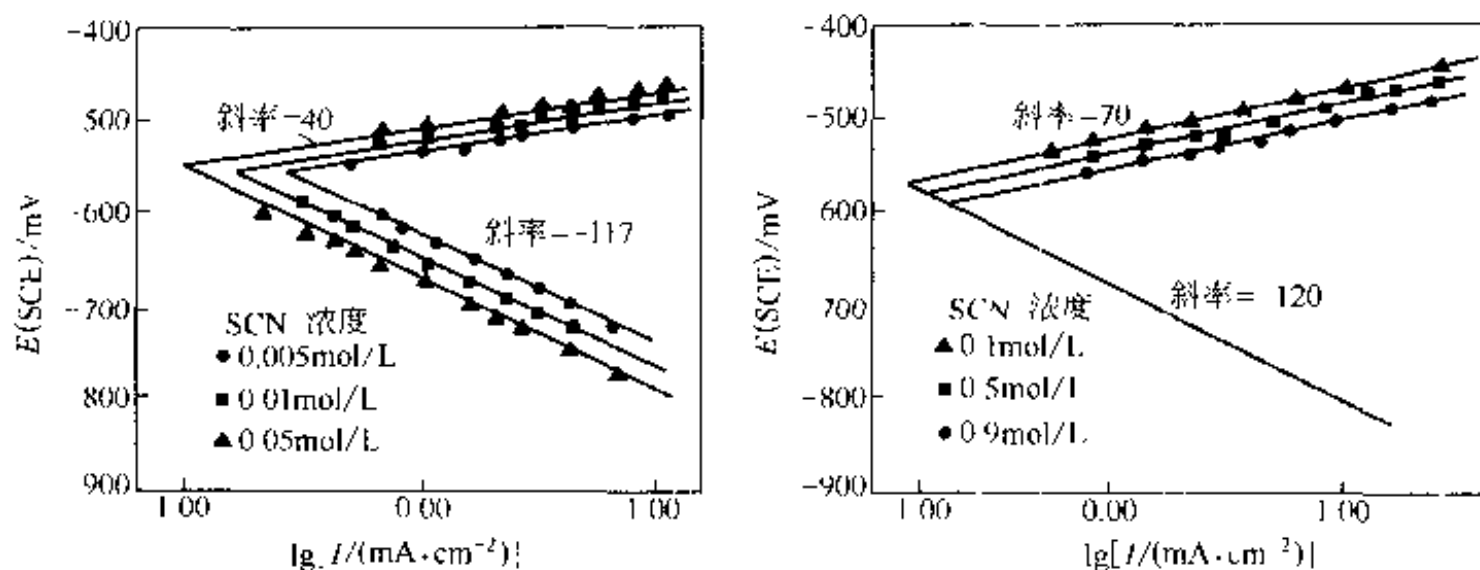 -400
500
-600
-700
800
900
E(SCE)/mV
斜率=40
斜率=-117
SCN 浓度
● 0.005mol/L
■ 0 01mol/L
▲ 0 05mol/L
1 00
0 00
1 00
lg[I/(mA·cm⁻²)]
-400
-500
600
700
-800
-900
E(SCE)/mV
斜率=70
斜率= 120
SCN 浓度
▲ 0 1mol/L
■ 0 5mol/L
● 0 9mol/L
1 00
0.00
1 00
lg[I/(mA·cm⁻²)]